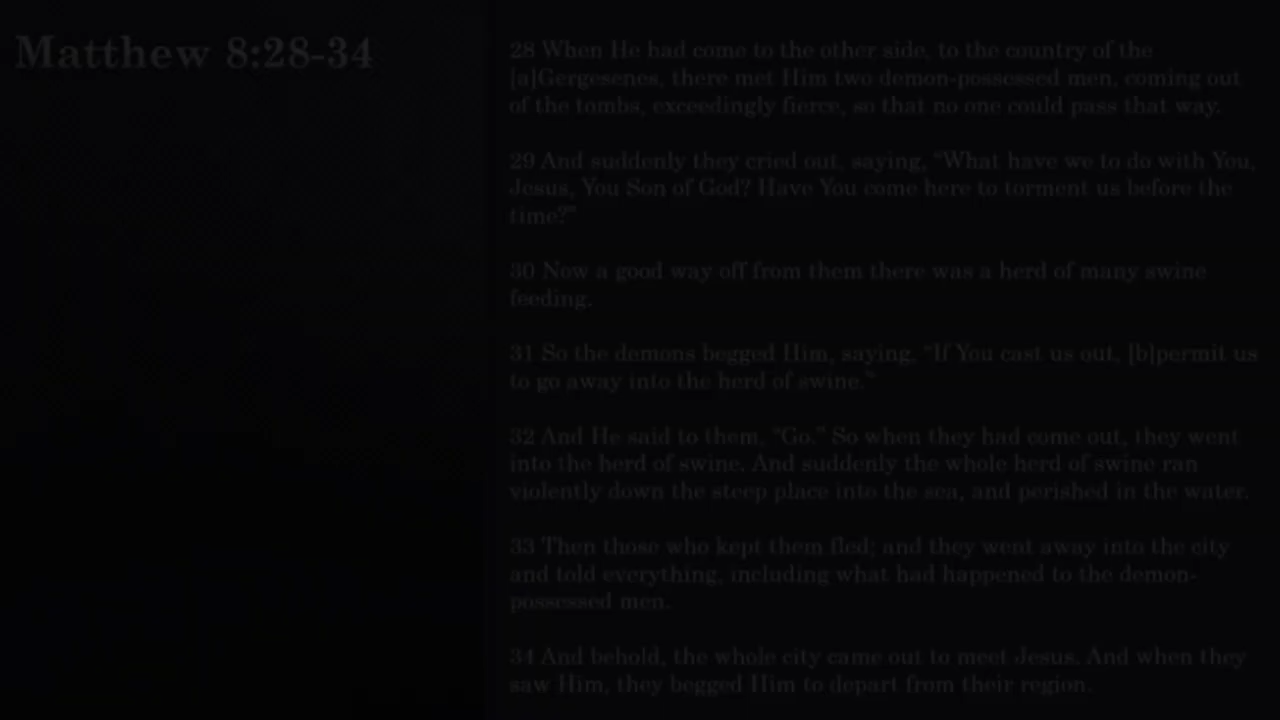 Matthew 8:28-34
28 When He had come to the other side, to the country of the
[a]Gergesenes, there met Him two demon-possessed men, coming out
of the tombs, exceedingly fierce, so that no one could pass that way.
29 And suddenly they cried out, saying, “What have we to do with You,
Jesus, You Son of God? Have You come here to torment us before the
time?”
30 Now a good way off from them there was a herd of many swine
feeding.
31 So the demons begged Him, saying, “If You cast us out, [b]permit us
to go away into the herd of swine.”
32 And He said to them, “Go.” So when they had come out, they went
into the herd of swine. And suddenly the whole herd of swine ran
violently down the steep place into the sea, and perished in the water.
33 Then those who kept them fled; and they went away into the city
and told everything, including what had happened to the demon-
possessed men.
34 And behold, the whole city came out to meet Jesus. And when they
saw Him, they begged Him to depart from their region.